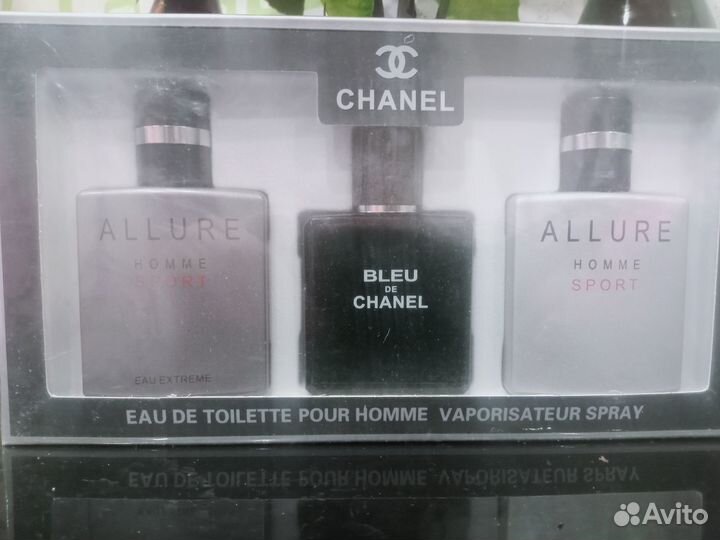 CHANEL
ALLURE
HOMME
SPORT
EAU EXTREME
BLEU
DE
CHANEL
ALLURE
HOMME
SPORT
EAU DE TOILETTE POUR HOMME VAPORISATEUR SPRAY
Avito